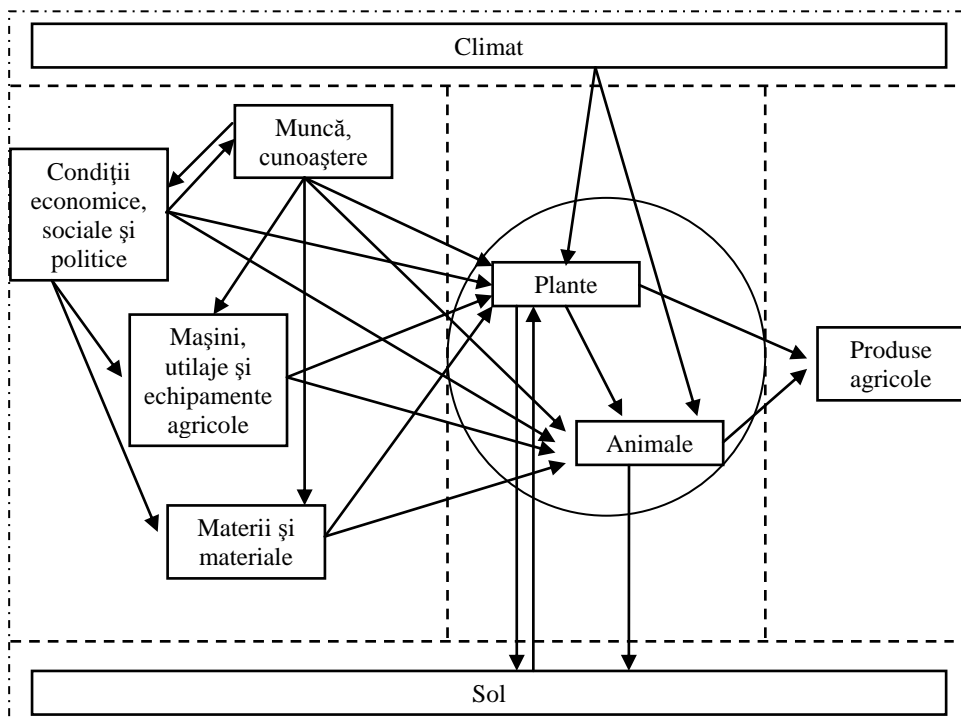 Climat
Muncă,
cunoaştere
Condiţii
economice,
sociale şi
politice
Plante
Maşini,
utilaje şi
echipamente
agricole
Produse
agricole
Animale
Materii şi
materiale
Sol